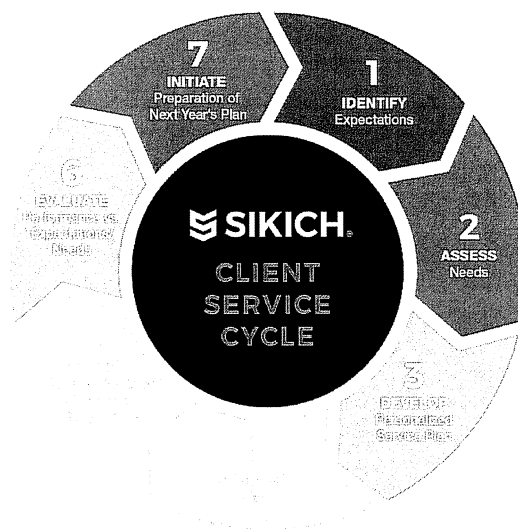 7
INITIATE
Preparation of
Next Year's Plan
1
IDENTIFY
Expectations
2
ASSESS
Needs
3
DEVELOP
Personalized
Service Plan
6
EVALUATE
Performance vs.
Expectations/
Needs
SIKICH®
CLIENT
SERVICE
CYCLE